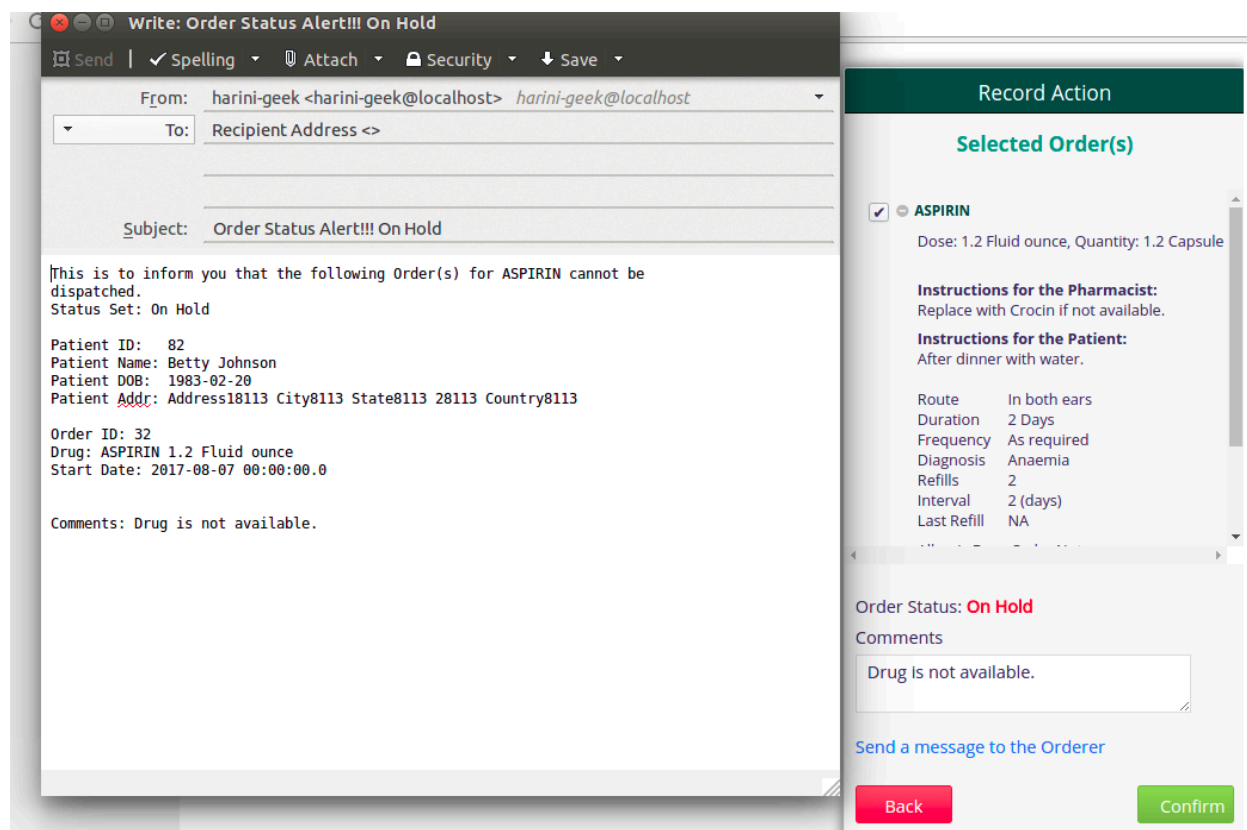 Write: Order Status Alert!!! On Hold
Send | Spelling Attach Security Save
From: harini-geek <harini-geek@localhost> harini-geek@localhost
To: Recipient Address <>
Subject: Order Status Alert!!! On Hold
This is to inform you that the following Order(s) for ASPIRIN cannot be
dispatched.
Status Set: On Hold
Patient ID: 82
Patient Name: Betty Johnson
Patient DOB: 1983-02-20
Patient Addr: Address18113 City8113 State8113 28113 Country8113
Order ID: 32
Drug: ASPIRIN 1.2 Fluid ounce
Start Date: 2017-08-07 00:00:00.0
Comments: Drug is not available.
Record Action
Selected Order(s)
ASPIRIN
Dose: 1.2 Fluid ounce, Quantity: 1.2 Capsule
Instructions for the Pharmacist:
Replace with Crocin if not available.
Instructions for the Patient:
After dinner with water.
Route In both ears
Duration 2 Days
Frequency As required
Diagnosis Anaemia
Refills 2
Interval 2 (days)
Last Refill NA
Order Status: On Hold
Comments
Drug is not available.
Send a message to the Orderer
Back Confirm